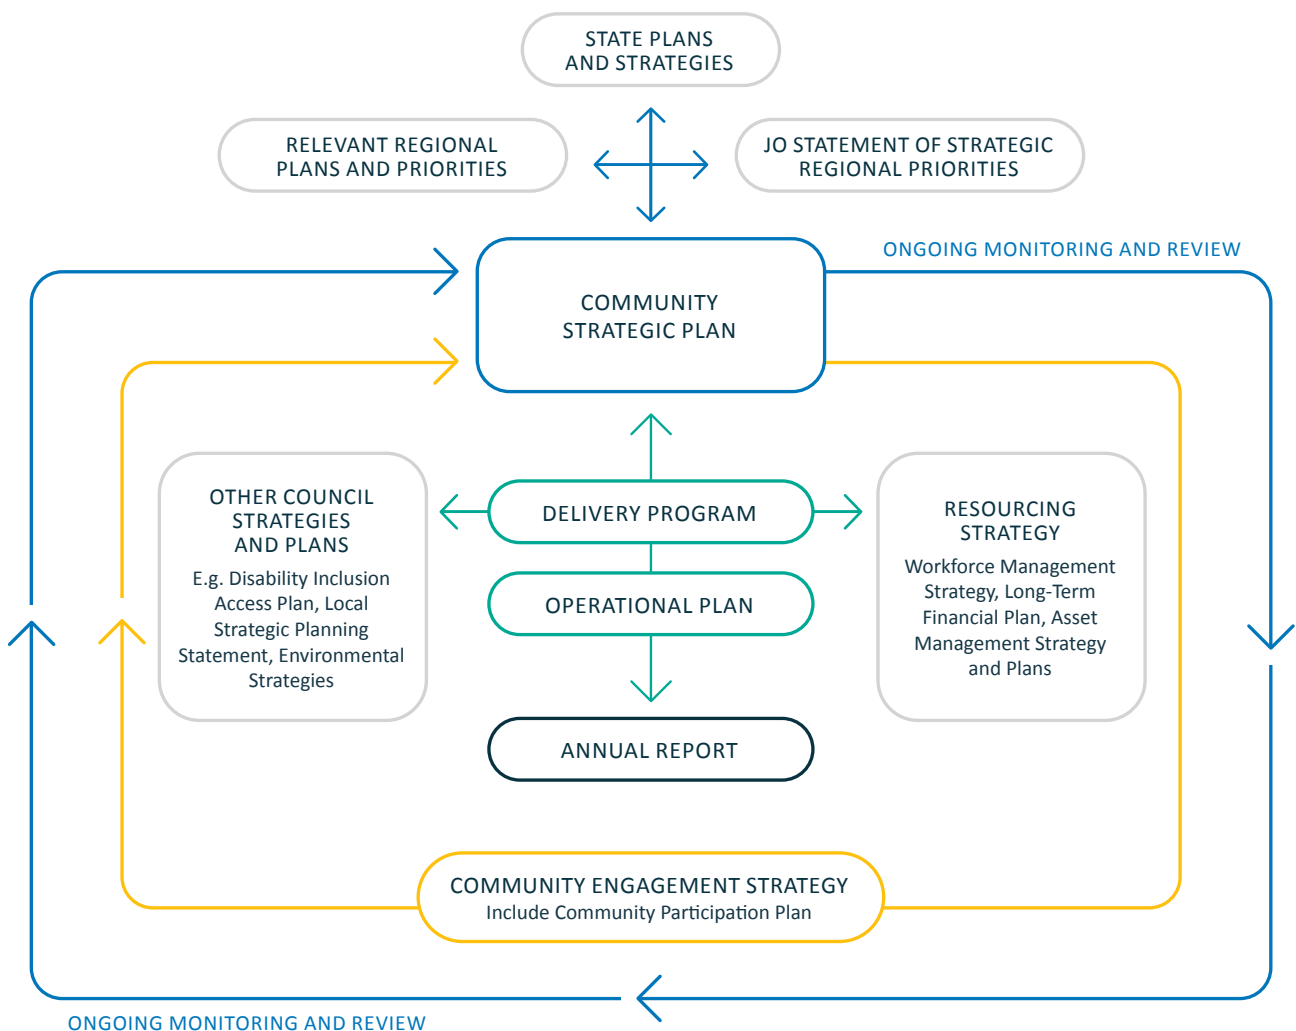 STATE PLANS
AND STRATEGIES
RELEVANT REGIONAL
PLANS AND PRIORITIES
JO STATEMENT OF STRATEGIC
REGIONAL PRIORITIES
ONGOING MONITORING AND REVIEW
COMMUNITY
STRATEGIC PLAN
OTHER COUNCIL
STRATEGIES
AND PLANS
E.g. Disability Inclusion
Access Plan, Local
Strategic Planning
Statement, Environmental
Strategies
DELIVERY PROGRAM
OPERATIONAL PLAN
ANNUAL REPORT
RESOURCING
STRATEGY
Workforce Management
Strategy, Long-Term
Financial Plan, Asset
Management Strategy
and Plans
COMMUNITY ENGAGEMENT STRATEGY
Include Community Participation Plan
ONGOING MONITORING AND REVIEW